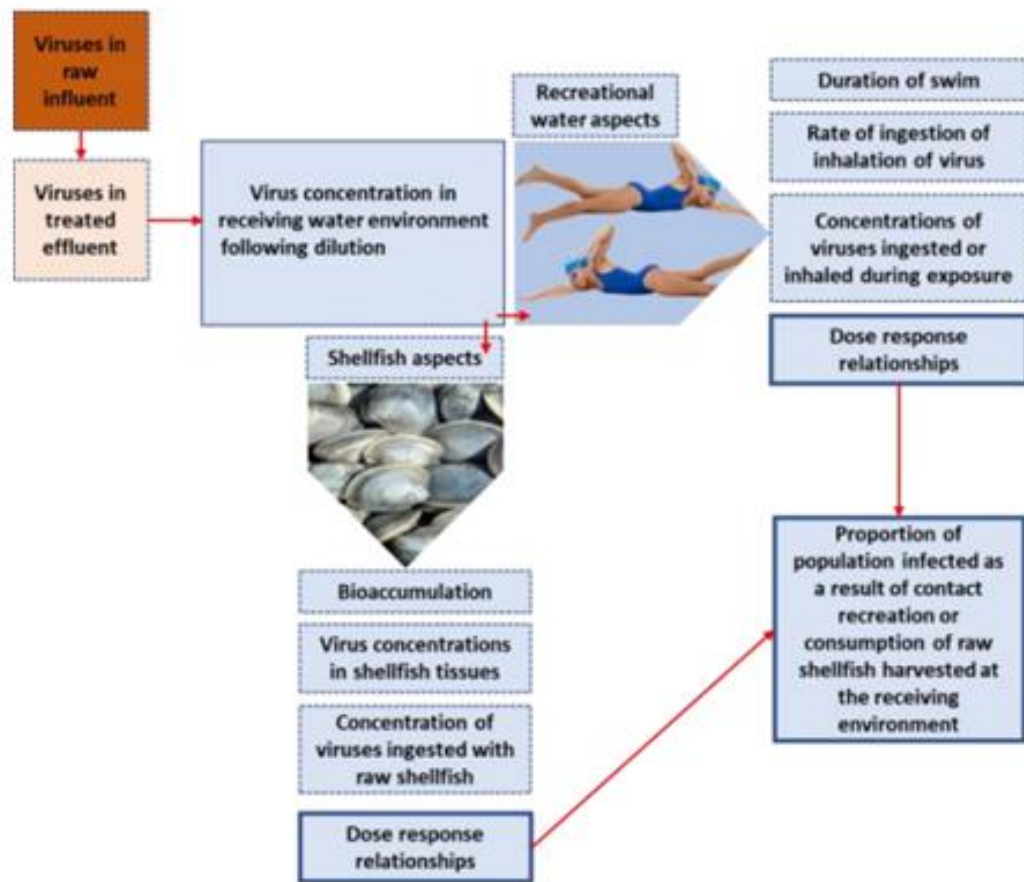 Viruses in
raw
influent
Viruses in
treated
effluent
Virus concentration in
receiving water environment
following dilution
Recreational
water aspects
Duration of swim
Rate of ingestion of
inhalation of virus
Concentrations of
viruses ingested or
inhaled during exposure
Dose response
relationships
Shellfish aspects
Bioaccumulation
Virus concentrations
in shellfish tissues
Concentration of
viruses ingested with
raw shellfish
Dose response
relationships
Proportion of
population infected as
a result of contact
recreation or
consumption of raw
shellfish harvested at
the receiving
environment